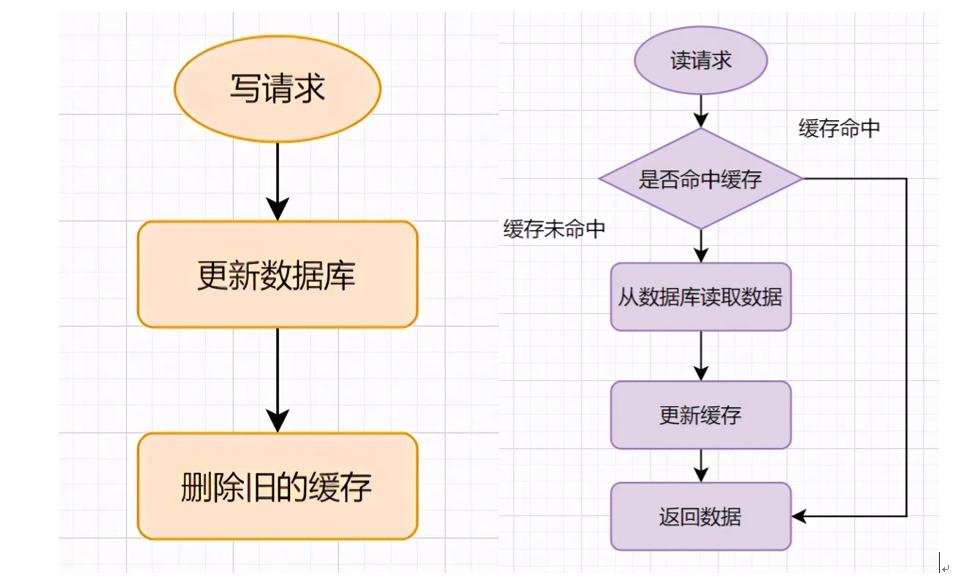 写请求
更新数据库
删除旧的缓存
读请求
缓存命中
是否命中缓存
缓存未命中
从数据库读取数据
更新缓存
返回数据